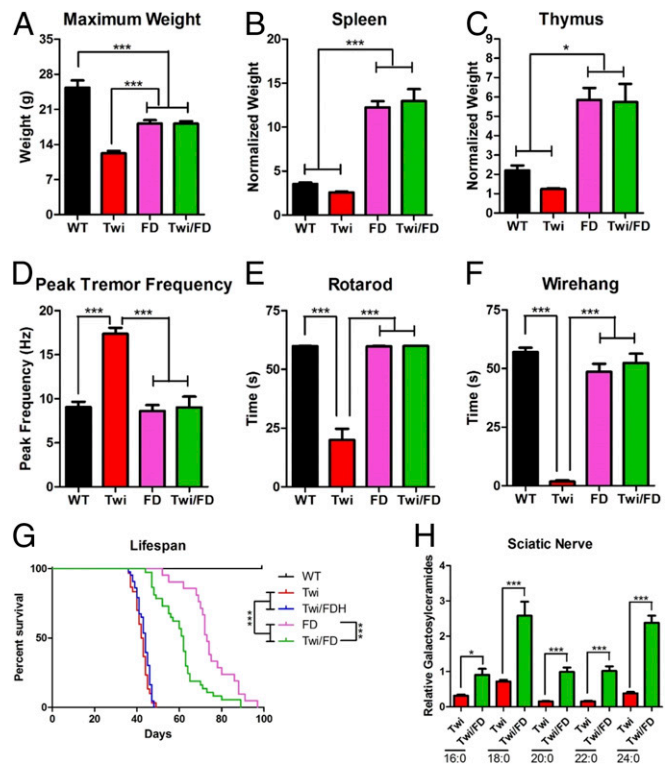 A Maximum Weight
Weight (g)
35
28
21
14
7
0
***
***
WT Twi FD Twi/FD
B Spleen
Normalized Weight
20
15
10
5
0
***
WT Twi FD Twi/FD
C Thymus
Normalized Weight
9
8
7
6
5
4
3
2
1
0
*
WT Twi FD Twi/FD
D Peak Tremor Frequency
Peak Frequency (Hz)
20
15
10
5
0
***
***
WT Twi FD Twi/FD
E Rotarod
Time (s)
75
50
25
0
***
***
WT Twi FD Twi/FD
F Wirehang
Time (s)
75
50
25
0
***
***
WT Twi FD Twi/FD
G Lifespan
Percent survival
100
50
0
0 20 40 60 80 100
Days
WT
Twi
Twi/FDH
FD
Twi/FD
***
***
H Sciatic Nerve
Relative Galactosylceramides
4
3
2
1
0
* *** *** *** ***
Twi Twi/FD Twi Twi/FD Twi Twi/FD Twi Twi/FD Twi Twi/FD
16:0 18:0 20:0 22:0 24:0